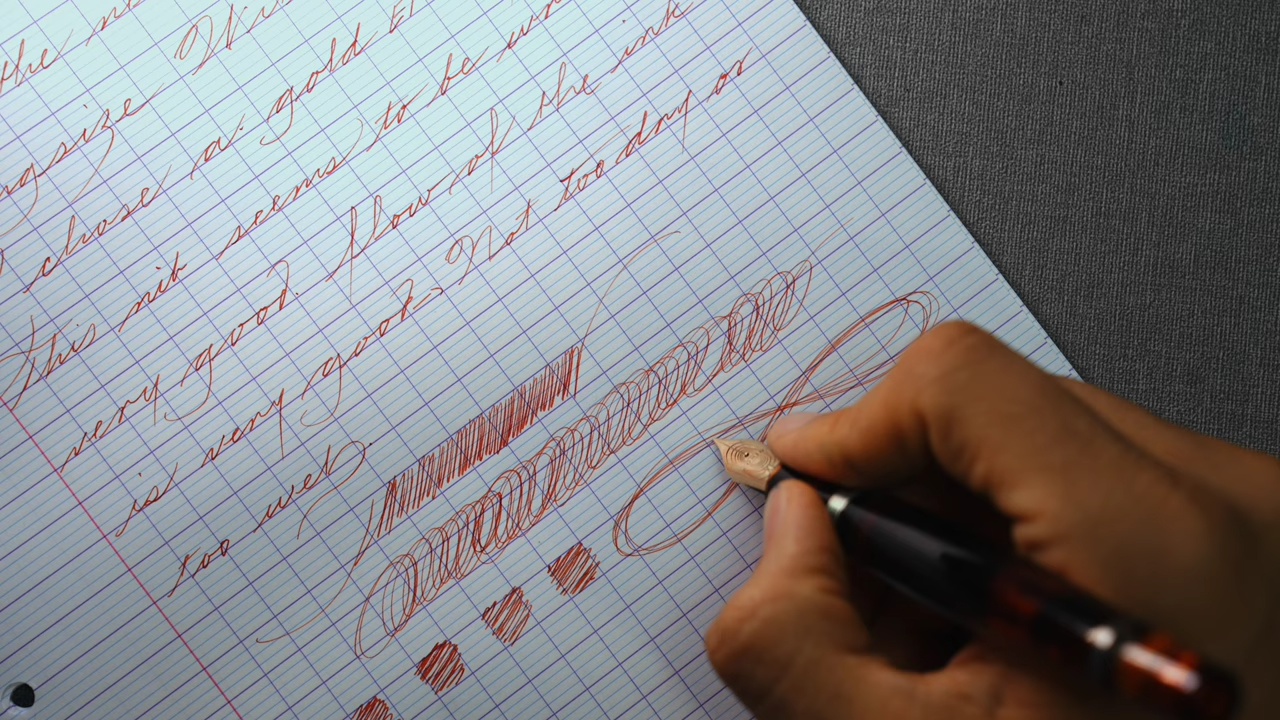 the
ngsize
I chose a gold EF
This nib seems to be
very good. flow of the ink
is very good -> Not too dry or
too wet